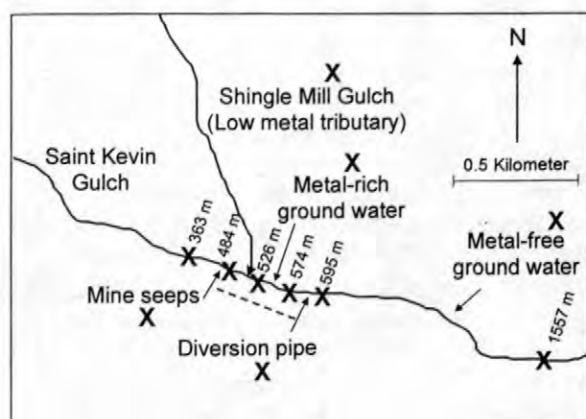 N
Shingle Mill Gulch
(Low metal tributary)
0.5 Kilometer
Saint Kevin
Gulch
Metal-rich
ground water
Metal-free
ground water
363 m
484 m
526 m
574 m
595 m
1557 m
Mine seeps
Diversion pipe
X
X
X
X
X
X
X
X
X
X
X